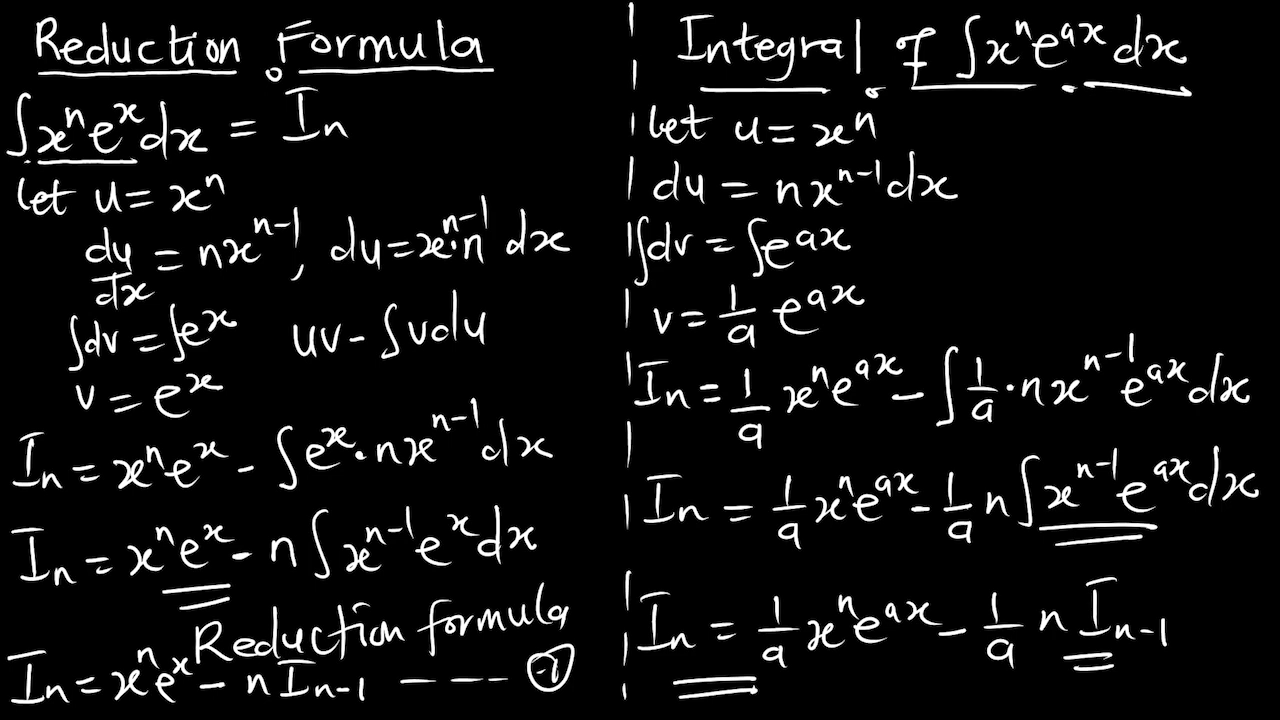 Reduction Formula
∫xⁿeˣdx = Iₙ
let u = xⁿ
du/dx = nxⁿ⁻¹, du = xⁿ⁻¹·n dx
∫dv = ∫eˣ uv - ∫vdu
v = eˣ
Iₙ = xⁿeˣ - ∫eˣ·nxⁿ⁻¹dx
Iₙ = xⁿeˣ - n∫xⁿ⁻¹eˣdx
Reduction formula
Iₙ = xⁿeˣ - nIₙ₋₁ ---- ①
Integral of ∫xⁿeᵃˣdx
let u = xⁿ
du = nxⁿ⁻¹dx
∫dv = ∫eᵃˣ
v = 1/a eᵃˣ
Iₙ = 1/a xⁿeᵃˣ - ∫1/a·nxⁿ⁻¹eᵃˣdx
Iₙ = 1/a xⁿeᵃˣ - 1/a n∫xⁿ⁻¹eᵃˣdx
Iₙ = 1/a xⁿeᵃˣ - 1/a n Iₙ₋₁